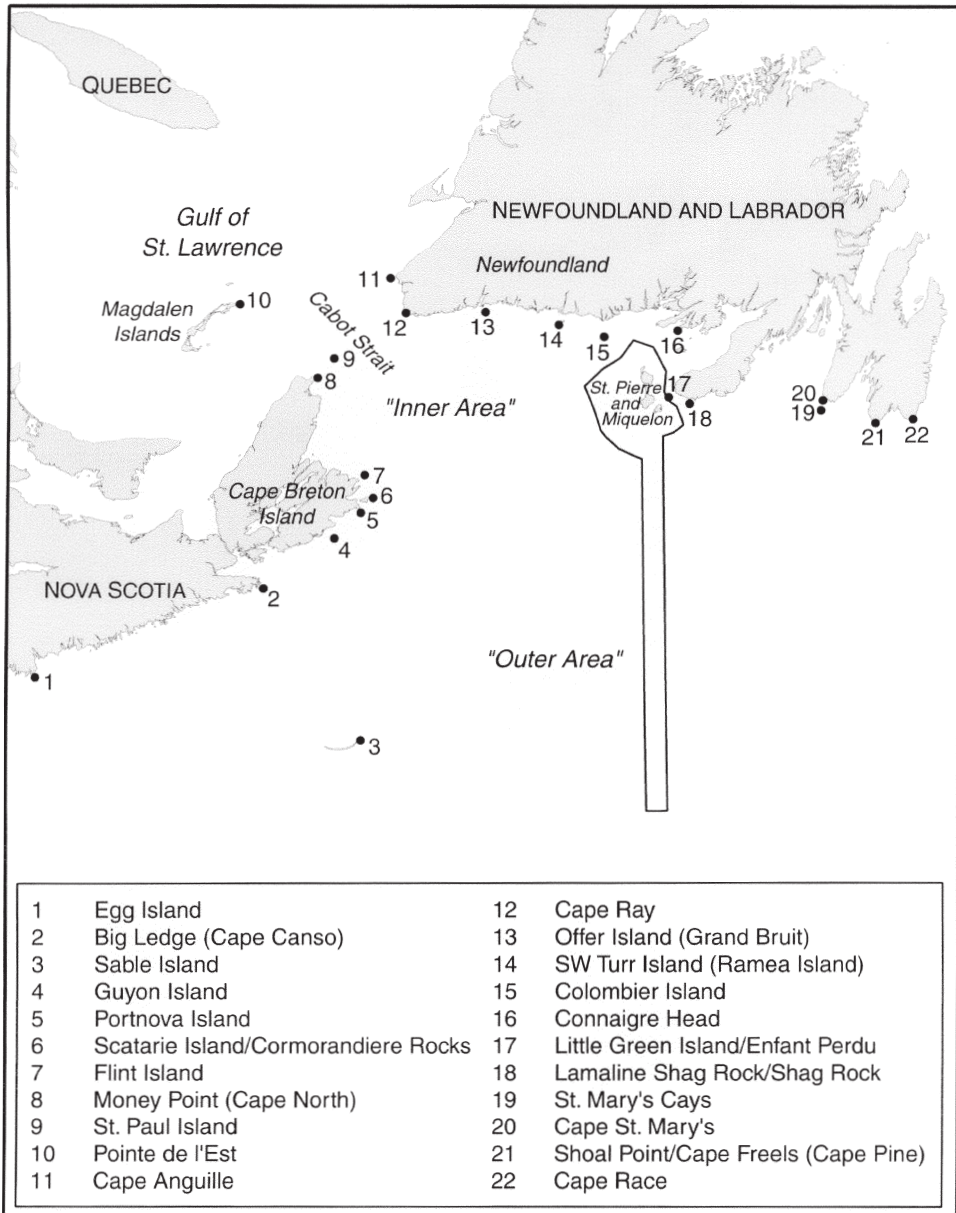 QUEBEC
Gulf of
St. Lawrence
NEWFOUNDLAND AND LABRADOR
Newfoundland
11
Magdalen
Islands
10
Cabot Strait
12
13
14
15
16
9
8
"Inner Area"
St. Pierre
and
Miquelon
17
18
20
19
21
22
7
Cape Breton
Island
6
5
4
NOVA SCOTIA
2
"Outer Area"
1
3
1 Egg Island
2 Big Ledge (Cape Canso)
3 Sable Island
4 Guyon Island
5 Portnova Island
6 Scatarie Island/Cormorandiere Rocks
7 Flint Island
8 Money Point (Cape North)
9 St. Paul Island
10 Pointe de l'Est
11 Cape Anguille
12 Cape Ray
13 Offer Island (Grand Bruit)
14 SW Turr Island (Ramea Island)
15 Colombier Island
16 Connaigre Head
17 Little Green Island/Enfant Perdu
18 Lamaline Shag Rock/Shag Rock
19 St. Mary's Cays
20 Cape St. Mary's
21 Shoal Point/Cape Freels (Cape Pine)
22 Cape Race